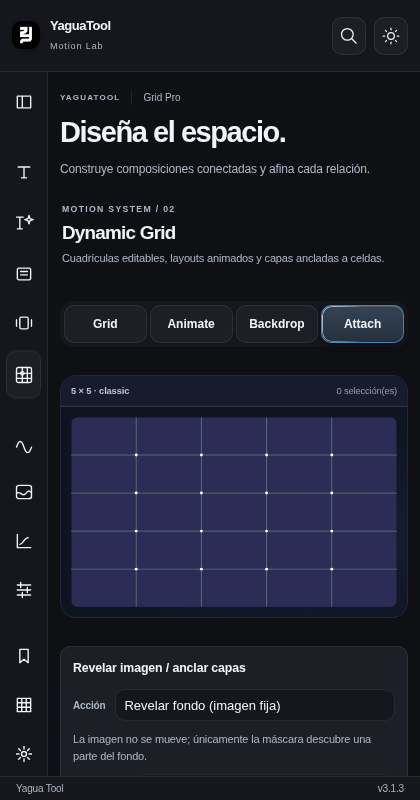 YaguaTool
Motion Lab
YAGUATOOL Grid Pro
Diseña el espacio.
Construye composiciones conectadas y afina cada relación.
MOTION SYSTEM / 02
Dynamic Grid
Cuadrículas editables, layouts animados y capas ancladas a celdas.
Grid Animate Backdrop Attach
5 × 5 · classic 0 selección(es)
Revelar imagen / anclar capas
Acción Revelar fondo (imagen fija)
La imagen no se mueve; únicamente la máscara descubre una
parte del fondo.
Yagua Tool v3.1.3